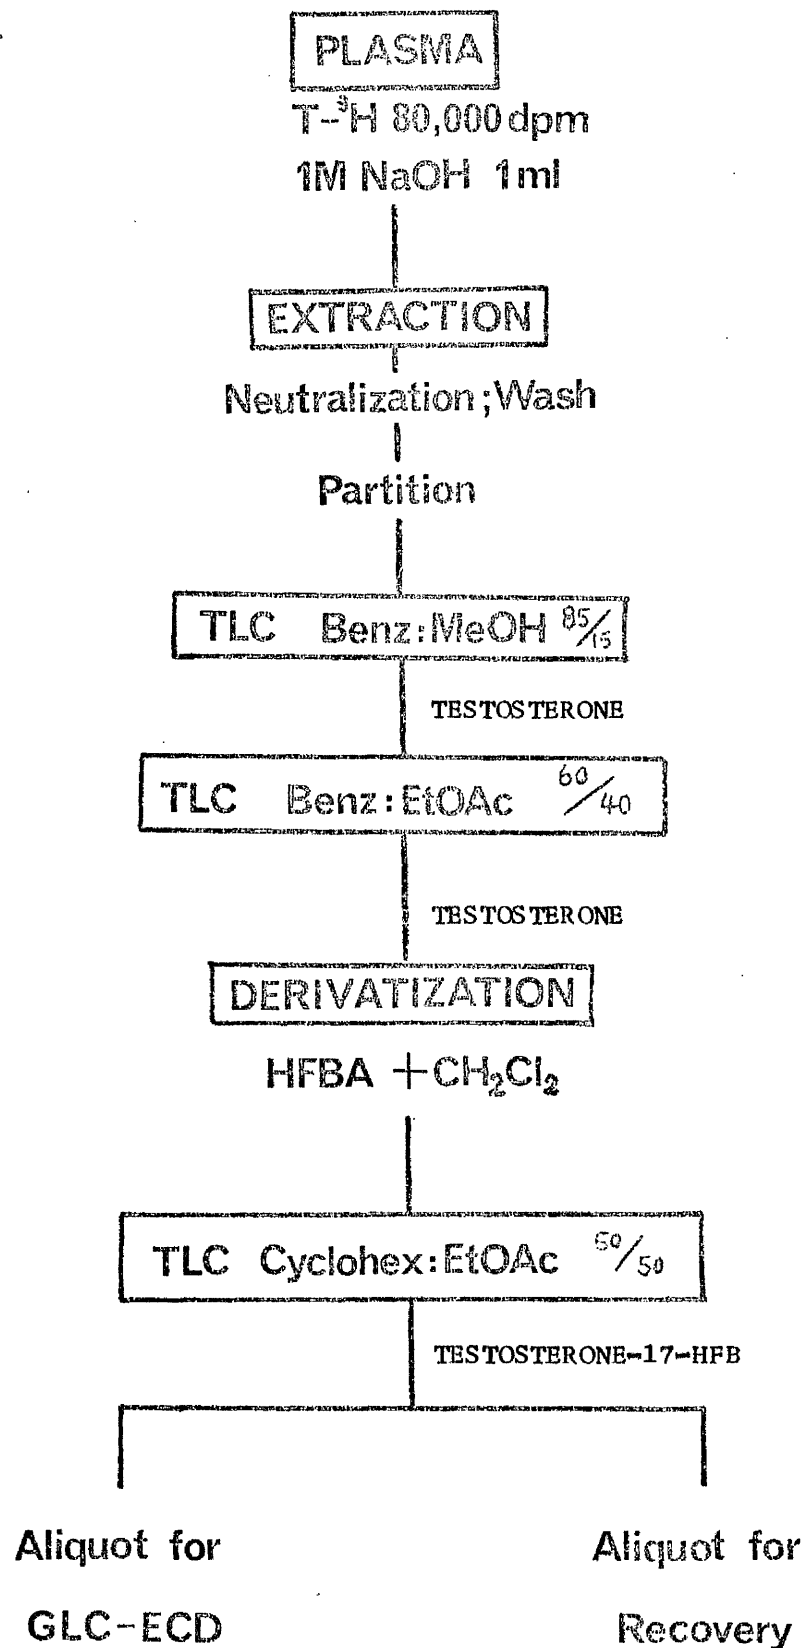 PLASMA
T-³H 80,000 dpm
1M NaOH 1ml
EXTRACTION
Neutralization ; Wash
Partition
TLC Benz:MeOH 85/15
TESTOSTERONE
TLC Benz:EtOAc 60/40
TESTOSTERONE
DERIVATIZATION
HFBA + CH₂Cl₂
TLC Cyclohex:EtOAc 50/50
TESTOSTERONE-17-HFB
Aliquot for Aliquot for
GLC-ECD Recovery